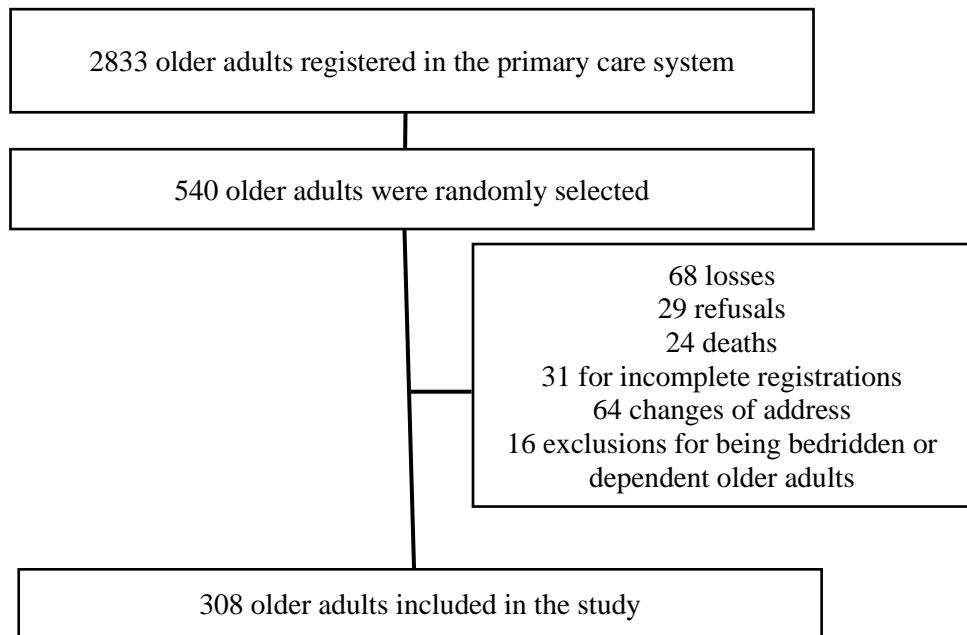 2833 older adults registered in the primary care system
540 older adults were randomly selected
68 losses
29 refusals
24 deaths
31 for incomplete registrations
64 changes of address
16 exclusions for being bedridden or
dependent older adults
308 older adults included in the study